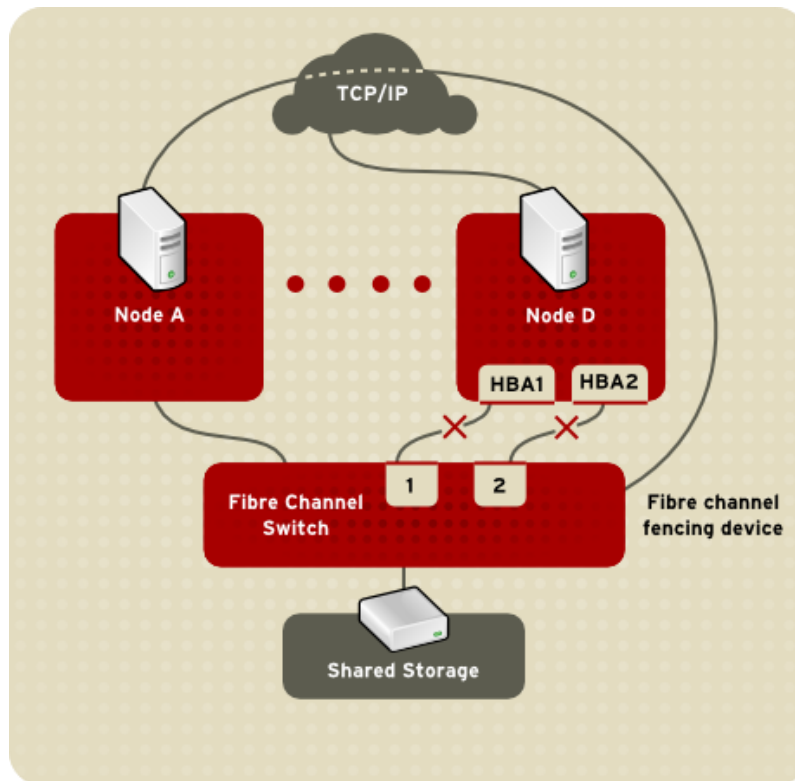 TCP/IP
Node A
Node D
HBA1
HBA2
1
2
Fibre Channel
Switch
Fibre channel
fencing device
Shared Storage